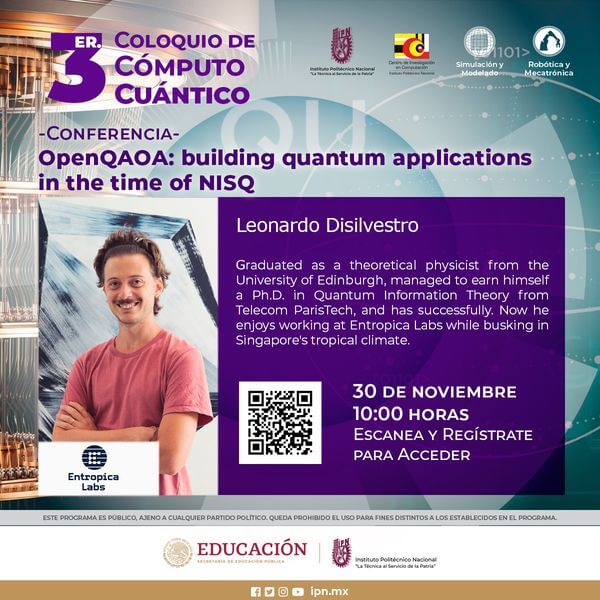 3ER. COLOQUIO DE
CÓMPUTO
CUÁNTICO
Instituto Politécnico Nacional
"La Técnica al Servicio de la Patria"
Centro de Investigación
en Computación
Instituto Politécnico Nacional
1101>
Simulación y
Modelado
Robótica y
Mecatrónica
QU
-CONFERENCIA-
OpenQAOA: building quantum applications
in the time of NISQ
Leonardo Disilvestro
Graduated as a theoretical physicist from the
University of Edinburgh, managed to earn himself
a Ph.D. in Quantum Information Theory from
Telecom ParisTech, and has successfully. Now he
enjoys working at Entropica Labs while busking in
Singapore's tropical climate.
30 DE NOVIEMBRE
10:00 HORAS
ESCANEA Y REGÍSTRATE
PARA ACCEDER
Entropica
Labs
ESTE PROGRAMA ES PÚBLICO, AJENO A CUALQUIER PARTIDO POLÍTICO. QUEDA PROHIBIDO EL USO PARA FINES DISTINTOS A LOS ESTABLECIDOS EN EL PROGRAMA.
EDUCACIÓN
SECRETARÍA DE EDUCACIÓN PÚBLICA
Instituto Politécnico Nacional
"La Técnica al Servicio de la Patria"
ipn.mx